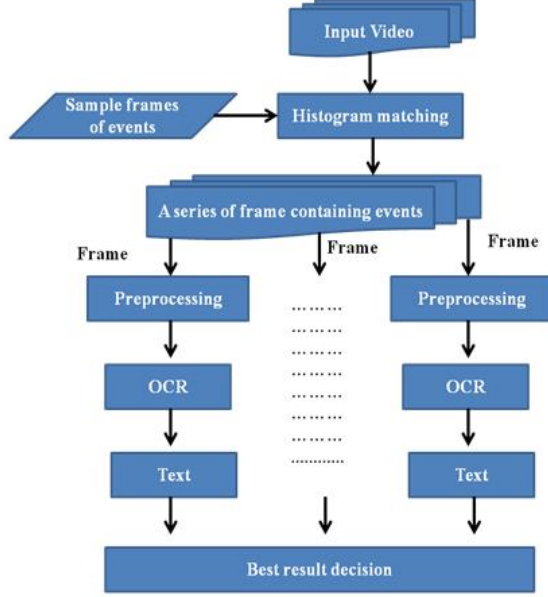 Input Video
Sample frames
of events
Histogram matching
A series of frame containing events
Frame
Frame
Frame
Preprocessing
………
Preprocessing
………
………
OCR
………
OCR
………
………
………
Text
............
Text
Best result decision